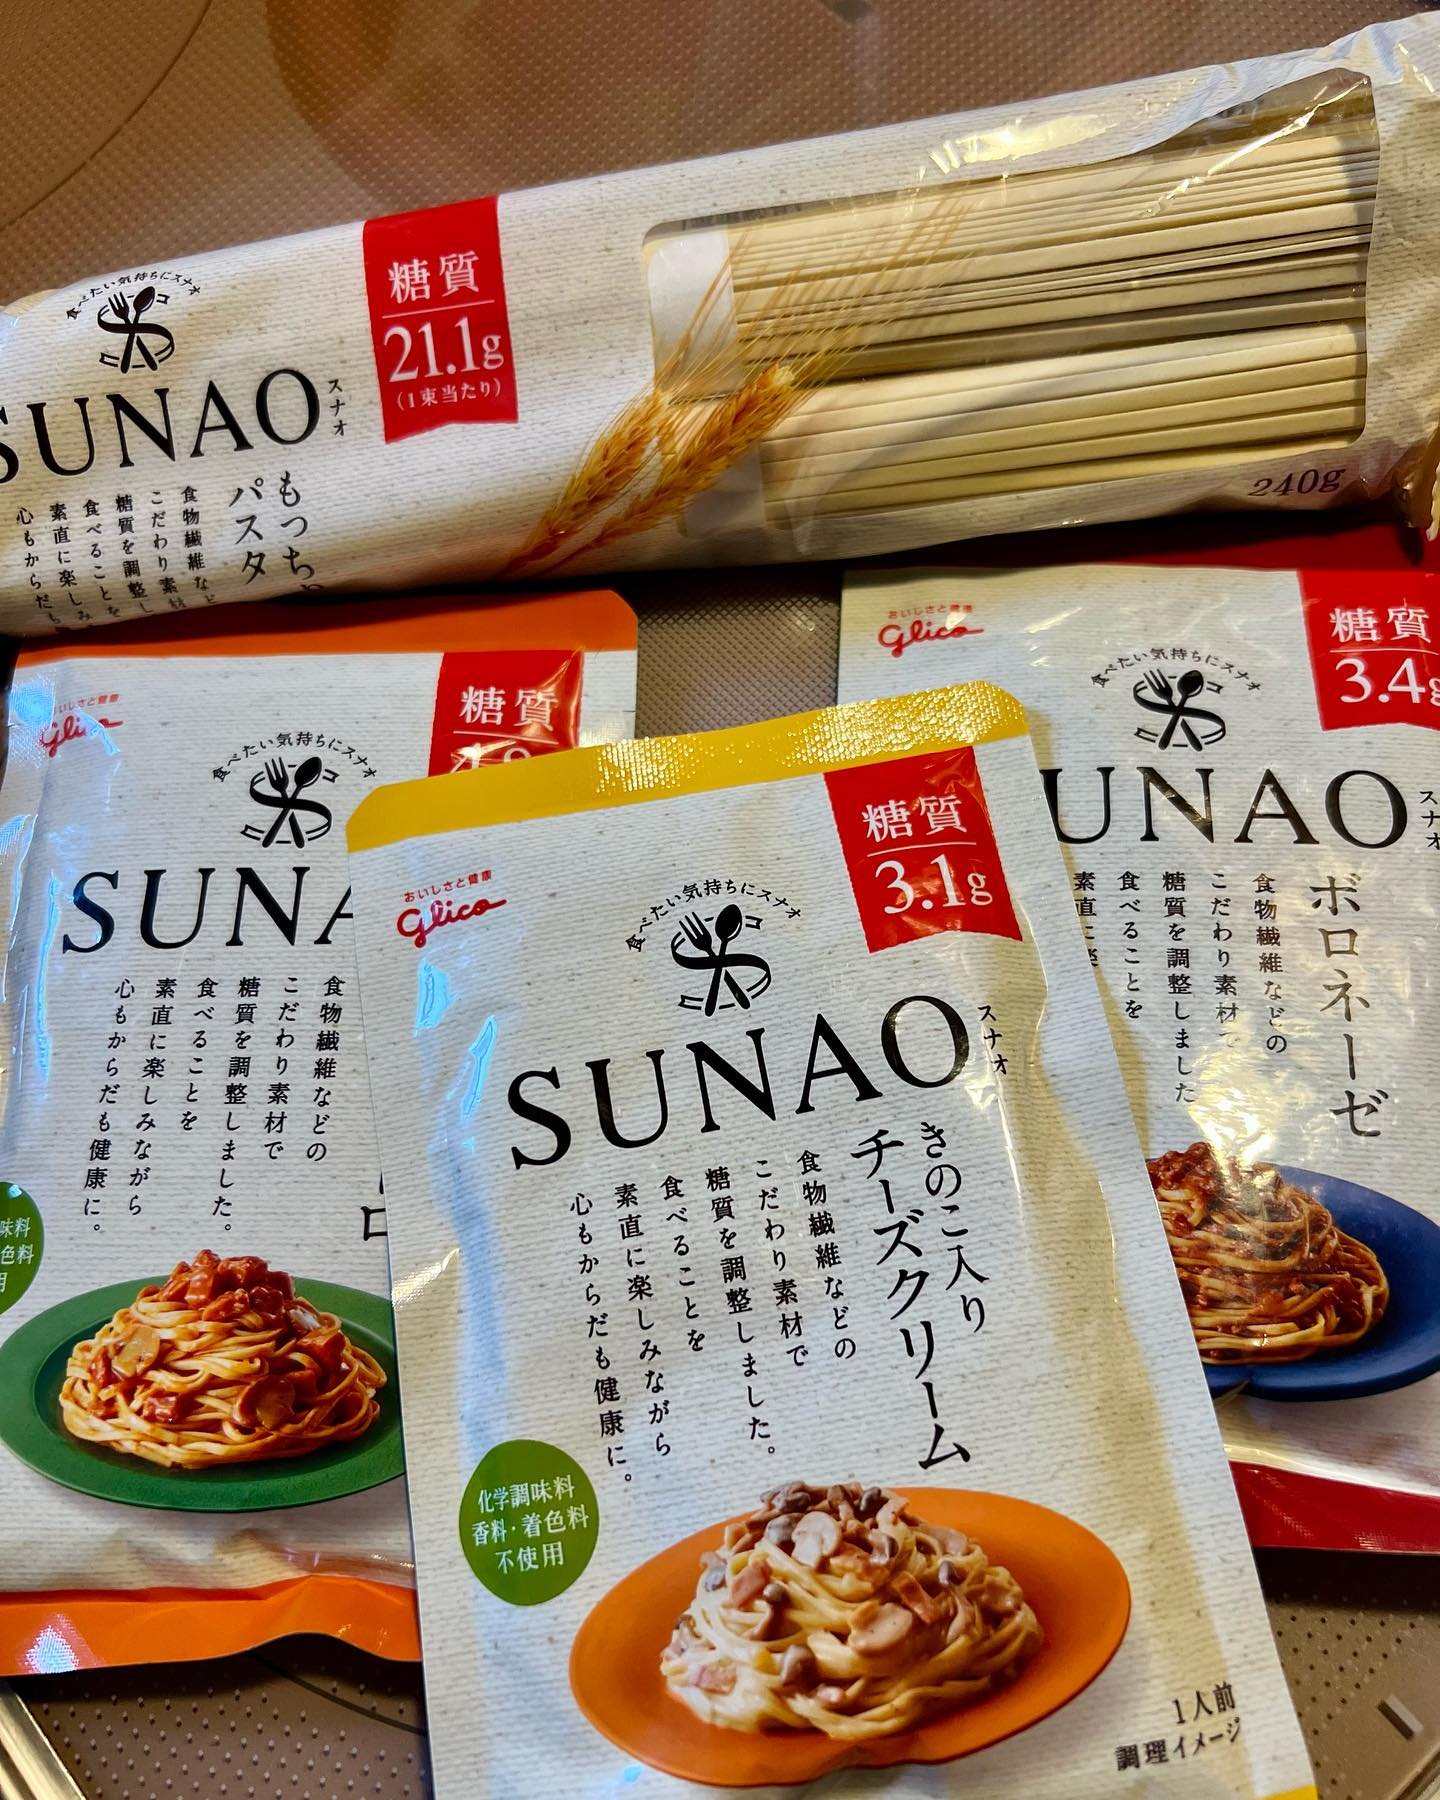 食べたい気持ちにスナオ
SUNAO
スナオ
糖質
21.1g
(1束当たり)
もっちり
パスタ
食物繊維など
こだわり素材
糖質を調整し
食べることを
素直に楽しみ
心もからだも
240g
おいしさと健康
glico
糖質
食べたい気持ちにスナオ
SUNA
食物繊維などの
こだわり素材で
糖質を調整しました。
食べることを
素直に楽しみながら
心もからだも健康に。
味料
色料
用
おいしさと健康
glico
糖質
3.4g
食べたい気持ちにスナオ
UNAO
スナオ
ボロネーゼ
食物繊維などの
こだわり素材で
糖質を調整しました
食べることを
素直に楽
おいしさと健康
glico
糖質
3.1g
食べたい気持ちにスナオ
SUNAO
スナオ
きのこ入り
チーズクリーム
食物繊維などの
こだわり素材で
糖質を調整しました。
食べることを
素直に楽しみながら
心もからだも健康に。
化学調味料
香料・着色料
不使用
1人前
調理イメージ